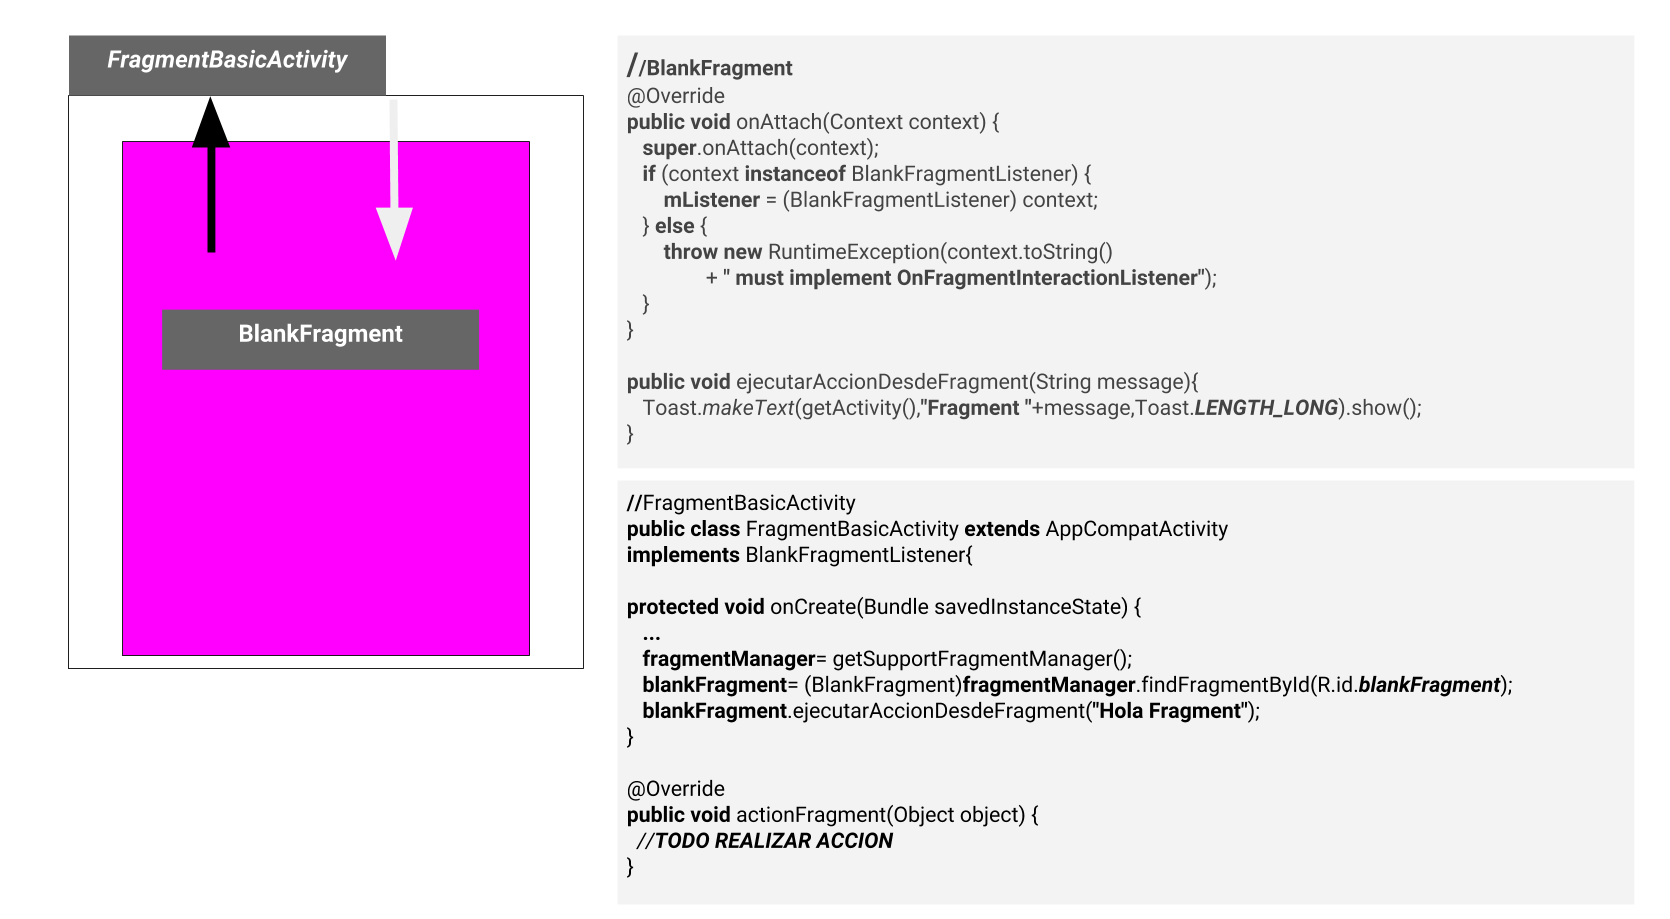 FragmentBasicActivity
BlankFragment
//BlankFragment
@Override
public void onAttach(Context context) {
super.onAttach(context);
if (context instanceof BlankFragmentListener) {
mListener = (BlankFragmentListener) context;
} else {
throw new RuntimeException(context.toString()
+ " must implement OnFragmentInteractionListener");
}
}
public void ejecutarAccionDesdeFragment(String message){
Toast.makeText(getActivity(),"Fragment "+message,Toast.LENGTH_LONG).show();
}
//FragmentBasicActivity
public class FragmentBasicActivity extends AppCompatActivity
implements BlankFragmentListener{
protected void onCreate(Bundle savedInstanceState) {
...
fragmentManager= getSupportFragmentManager();
blankFragment= (BlankFragment)fragmentManager.findFragmentById(R.id.blankFragment);
blankFragment.ejecutarAccionDesdeFragment("Hola Fragment");
}
@Override
public void actionFragment(Object object) {
//TODO REALIZAR ACCION
}